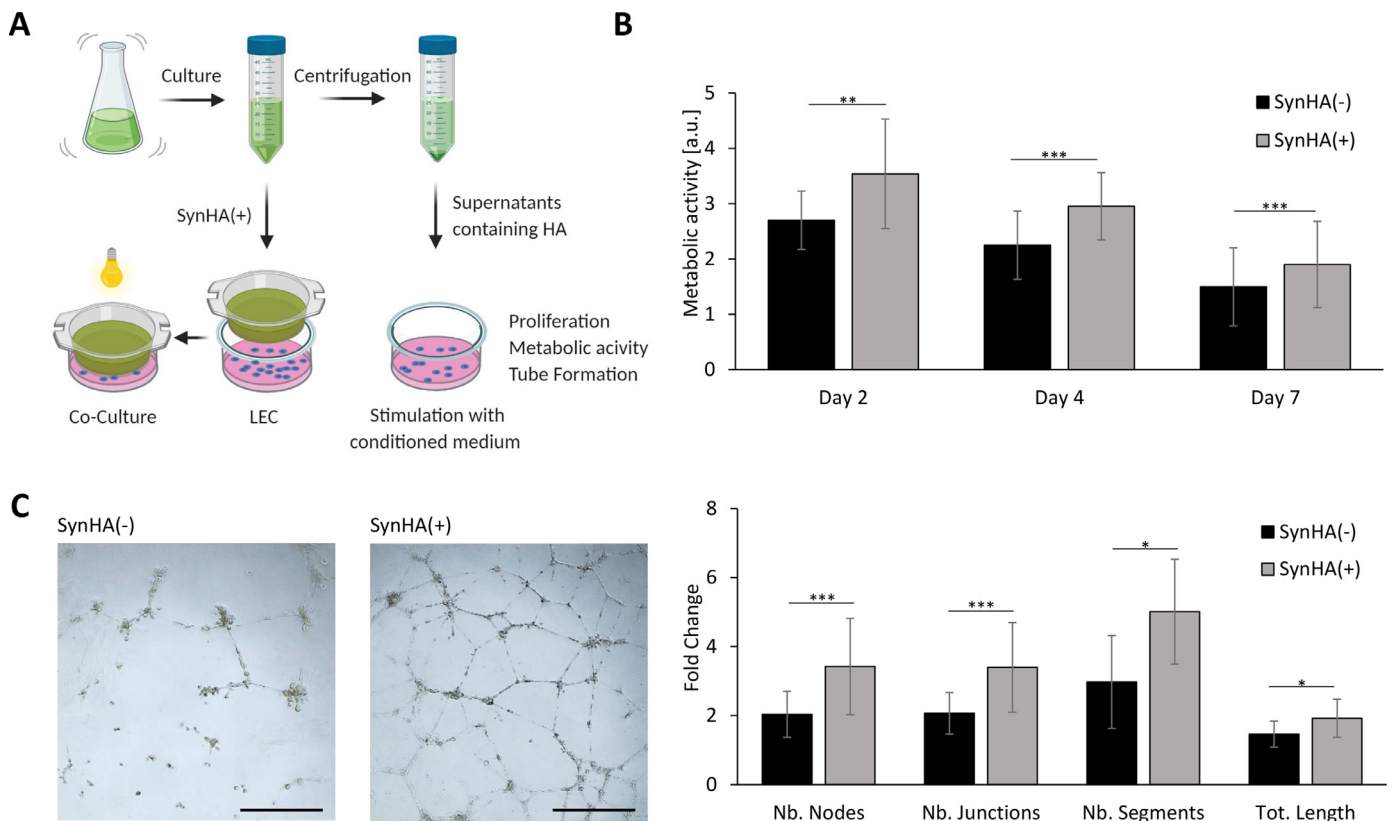 A
Culture
Centrifugation
SynHA(+)
Supernatants
containing HA
Proliferation
Metabolic acivity
Tube Formation
Co-Culture
LEC
Stimulation with
conditioned medium
B
Metabolic activity [a.u.]
5
4
3
2
1
0
**
***
***
SynHA(-)
SynHA(+)
Day 2
Day 4
Day 7
C
SynHA(-)
SynHA(+)
Fold Change
8
6
4
2
0
***
***
*
*
SynHA(-)
SynHA(+)
Nb. Nodes
Nb. Junctions
Nb. Segments
Tot. Length